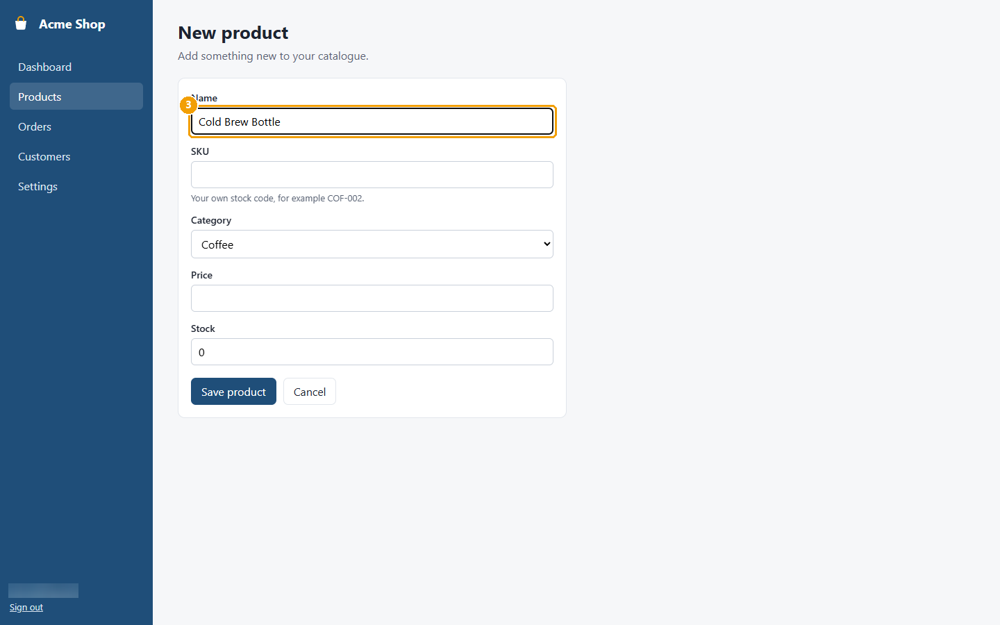 Acme Shop
Dashboard
Products
Orders
Customers
Settings
Sign out
New product
Add something new to your catalogue.
Name
3
Cold Brew Bottle
SKU
Your own stock code, for example COF-002.
Category
Coffee
Price
Stock
0
Save product
Cancel